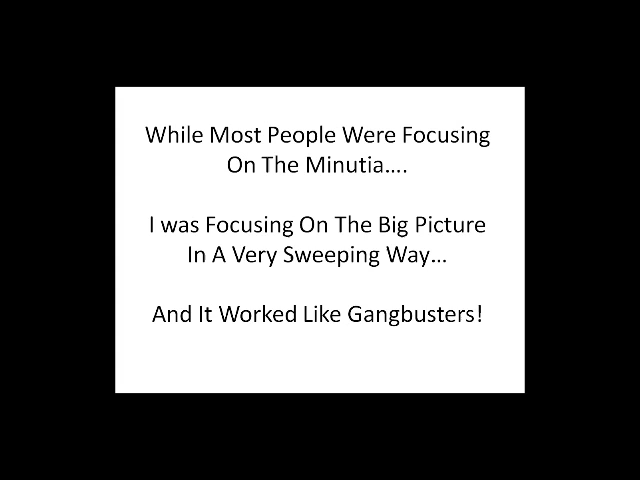 While Most People Were Focusing
On The Minutia....
I was Focusing On The Big Picture
In A Very Sweeping Way...
And It Worked Like Gangbusters!